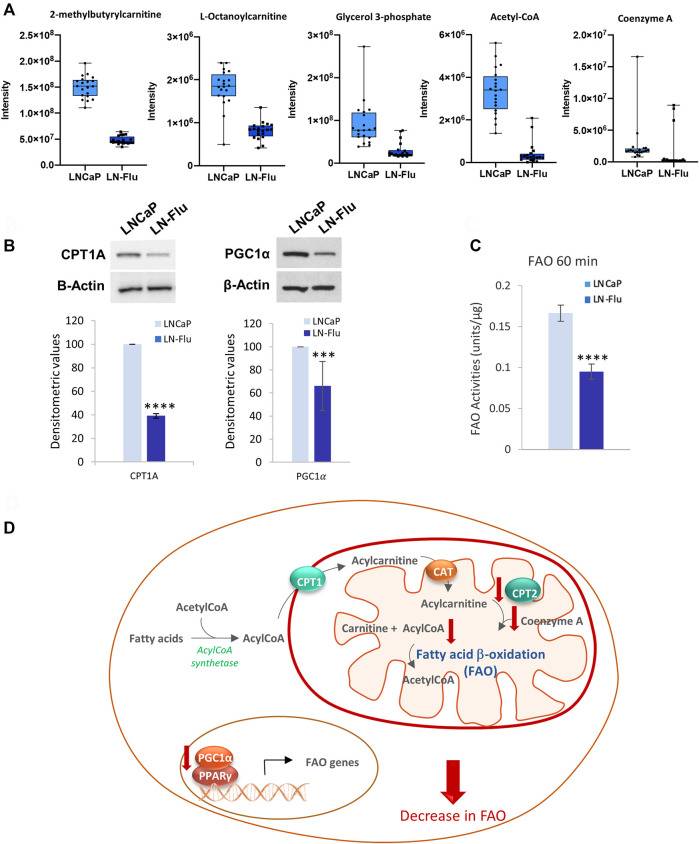 A
2-methylbutyrylcarnitine
Intensity
2.5×10⁸
2.0×10⁸
1.5×10⁸
1.0×10⁸
5.0×10⁷
0.0
LNCaP LN-Flu
L-Octanoylcarnitine
Intensity
3×10⁶
2×10⁶
1×10⁶
0
LNCaP LN-Flu
Glycerol 3-phosphate
Intensity
3×10⁸
2×10⁸
1×10⁸
0
LNCaP LN-Flu
Acetyl-CoA
Intensity
6×10⁶
4×10⁶
2×10⁶
0
LNCaP LN-Flu
Coenzyme A
Intensity
2.0×10⁷
1.5×10⁷
1.0×10⁷
5.0×10⁶
0.0
LNCaP LN-Flu
B
LNCaP
LN-Flu
CPT1A
B-Actin
Densitometric values
120
100
80
60
40
20
0
LNCaP
LN-Flu
****
CPT1A
LNCaP
LN-Flu
PGC1α
β-Actin
Densitometric values
120
100
80
60
40
20
0
LNCaP
LN-Flu
***
PGC1α
C
FAO 60 min
LNCaP
LN-Flu
FAO Activities (units/µg)
0.2
0.15
0.1
0.05
0
****
D
Acylcarnitine
CPT1
CAT
CPT2
Acylcarnitine
AcetylCoA
Coenzyme A
Carnitine + AcylCoA
Fatty acids
AcylCoA
AcylCoA
synthetase
Fatty acid β-oxidation
(FAO)
AcetylCoA
PGC1α
PPARγ
FAO genes
Decrease in FAO